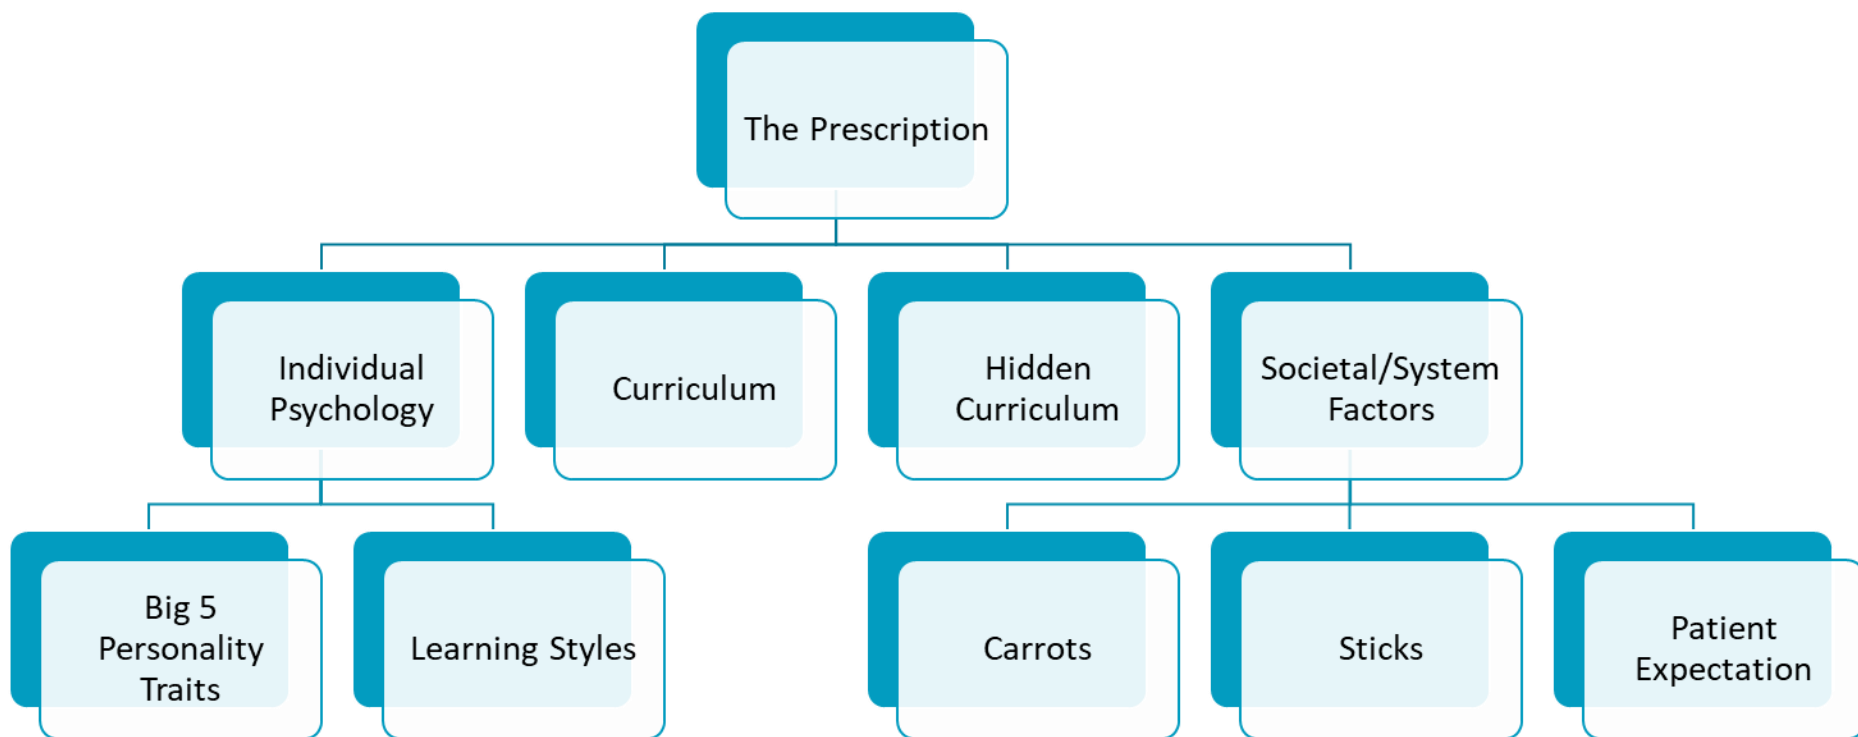 The Prescription
Individual
Psychology
Curriculum
Hidden
Curriculum
Societal/System
Factors
Big 5
Personality
Traits
Learning Styles
Carrots
Sticks
Patient
Expectation